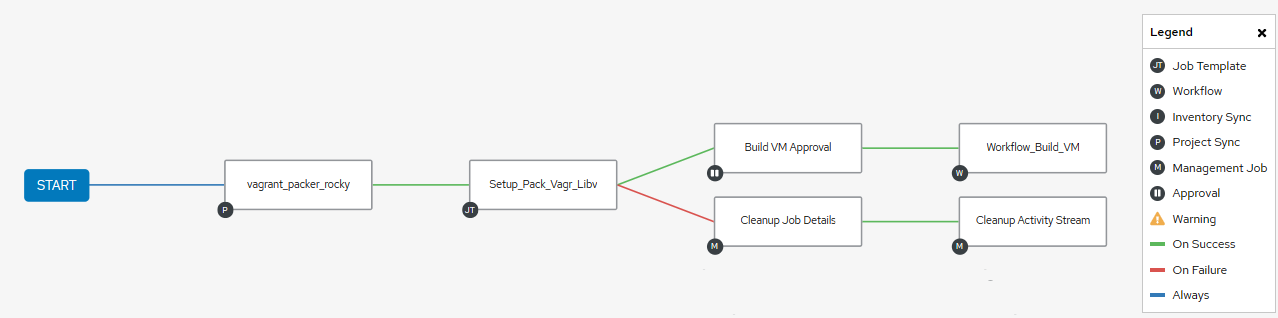 START
vagrant_packer_rocky
P
Setup_Pack_Vagr_Libv
JT
Build VM Approval
Workflow_Build_VM
W
Cleanup Job Details
M
Cleanup Activity Stream
M
Legend
JT Job Template
W Workflow
I Inventory Sync
P Project Sync
M Management Job
Approval
Warning
On Success
On Failure
Always